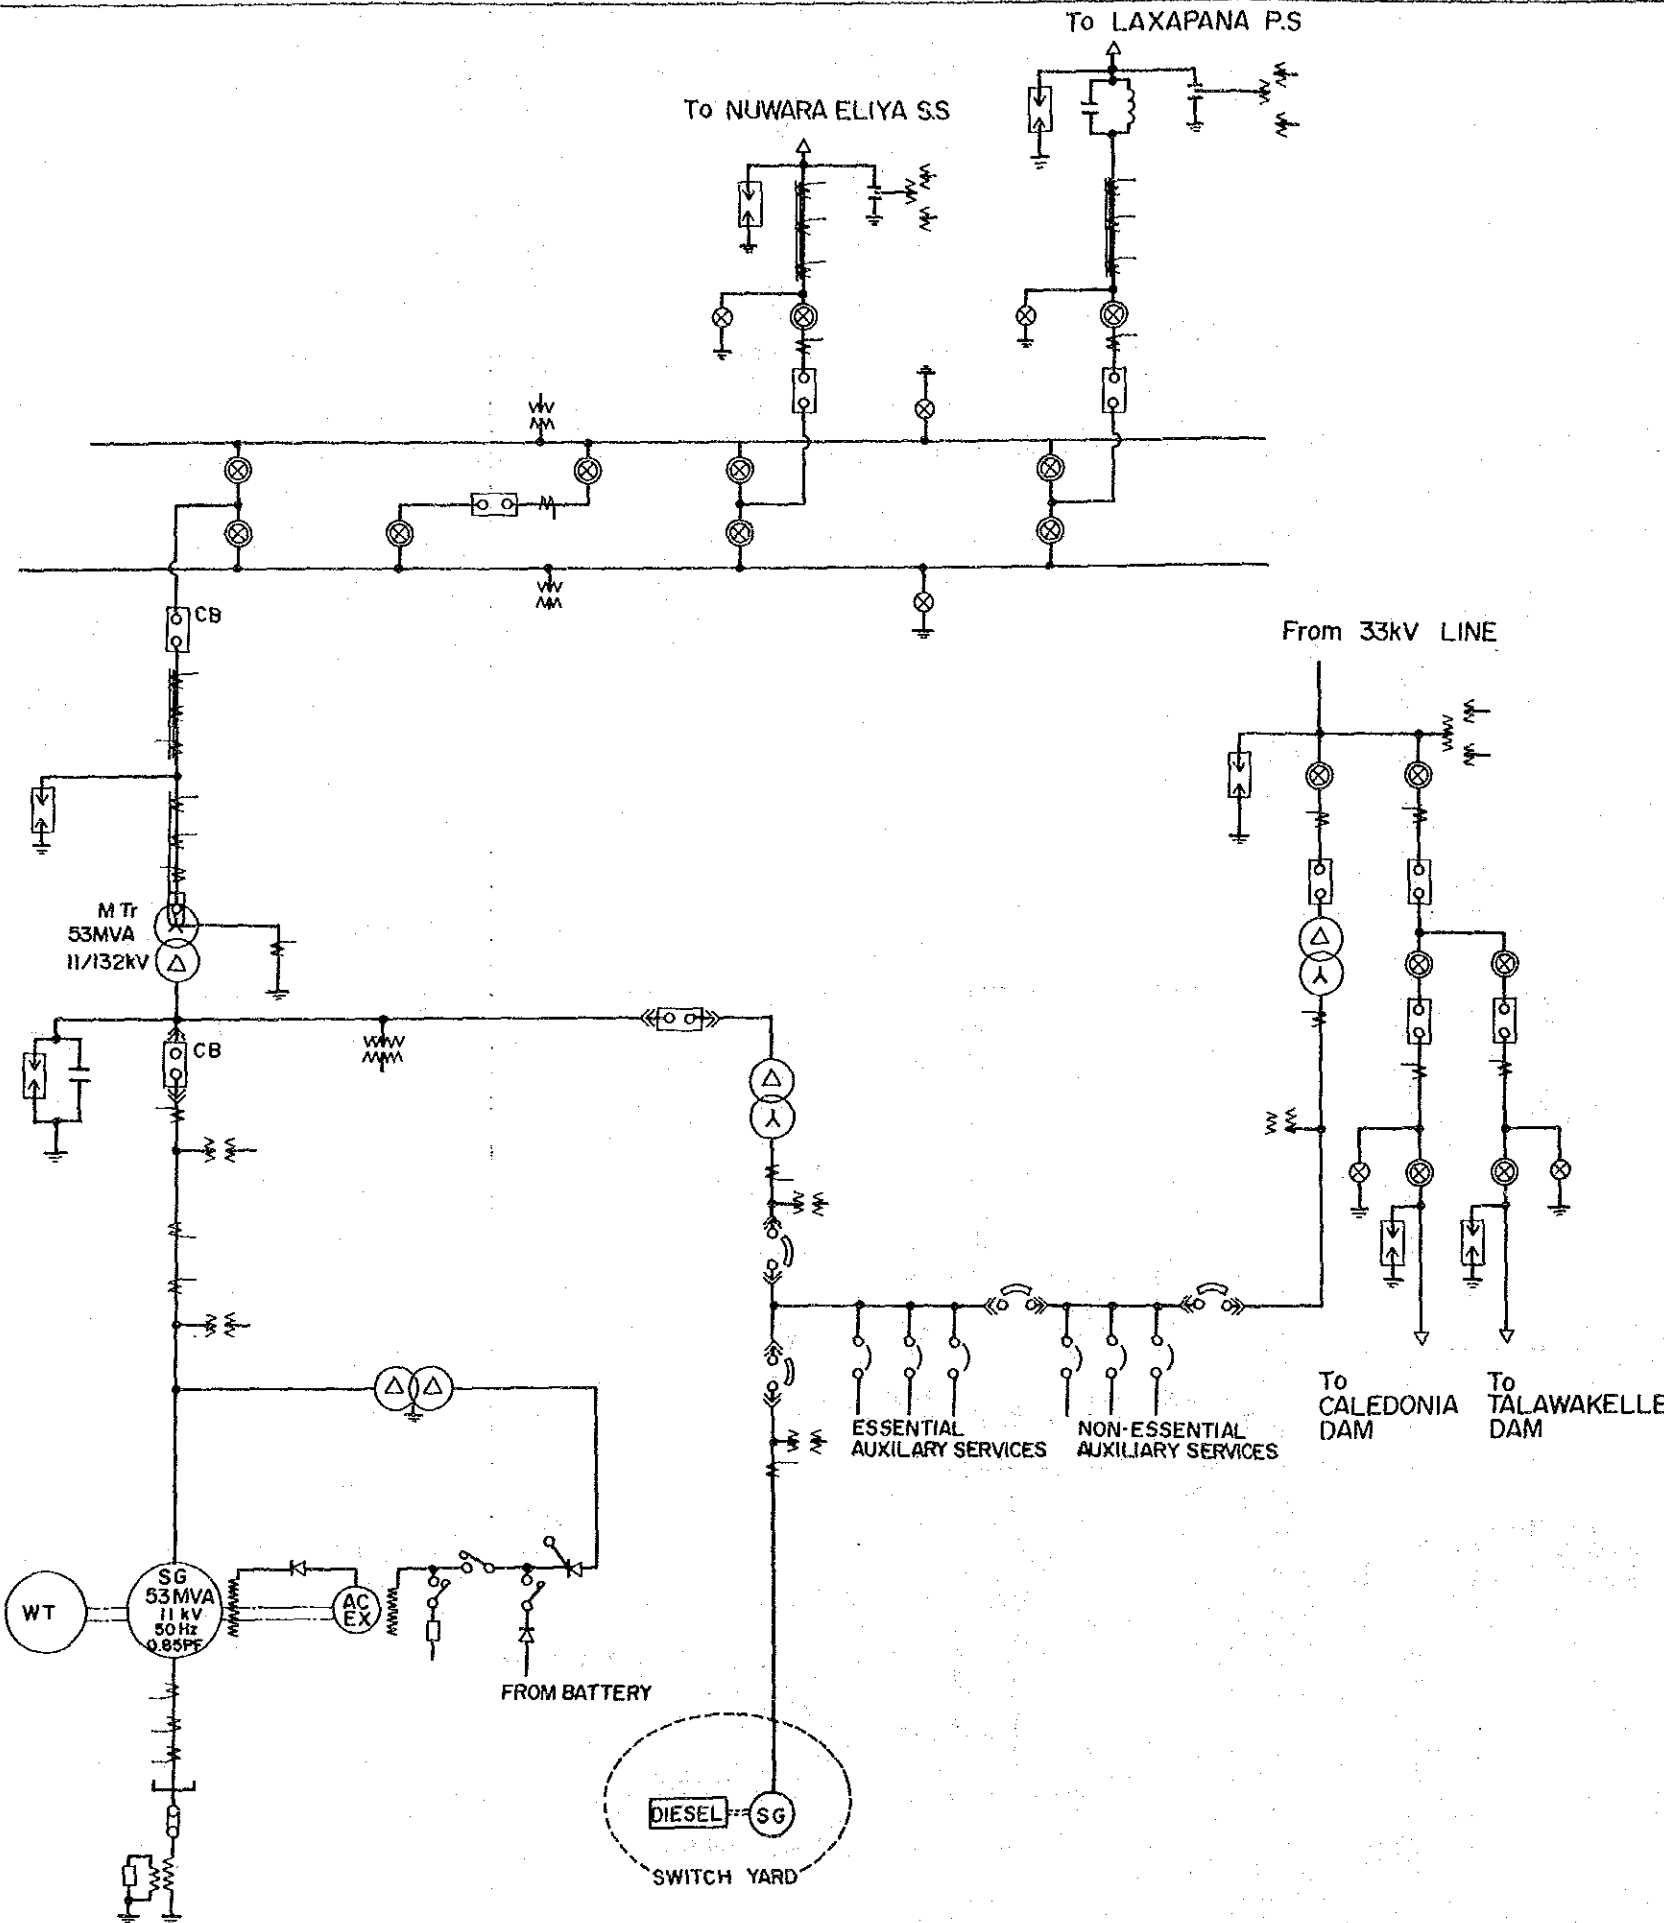 To LAXAPANA P.S
To NUWARA ELIYA S.S
CB
From 33kV LINE
M Tr
53MVA
11/132kV
CB
ESSENTIAL
AUXILARY SERVICES
NON-ESSENTIAL
AUXILIARY SERVICES
To
CALEDONIA
DAM
To
TALAWAKELLE
DAM
WT
SG
53MVA
11 kV
50Hz
0.85PF
AC
EX
FROM BATTERY
DIESEL
SG
SWITCH YARD